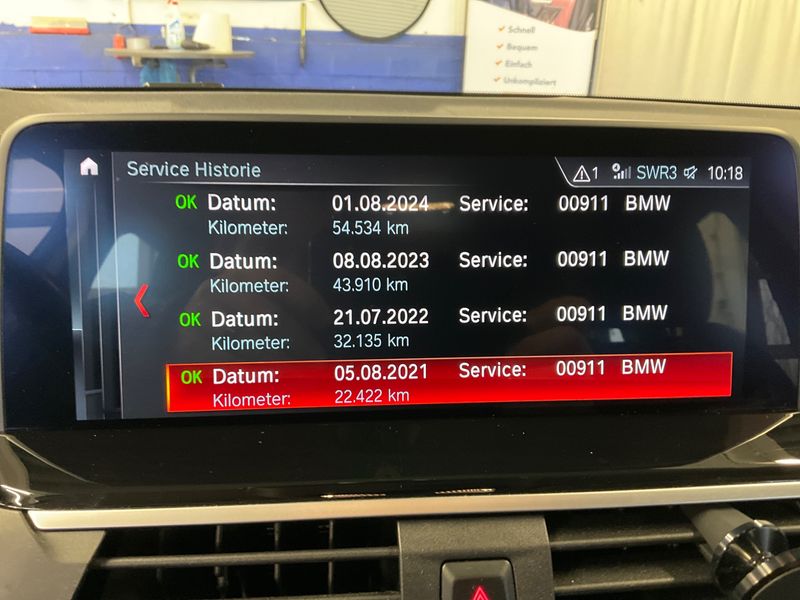 Schnell
Bequem
Einfach
Unkompliziert
Service Historie
1 SWR3 10:18
OK Datum: 01.08.2024 Service: 00911 BMW
Kilometer: 54.534 km
OK Datum: 08.08.2023 Service: 00911 BMW
Kilometer: 43.910 km
OK Datum: 21.07.2022 Service: 00911 BMW
Kilometer: 32.135 km
OK Datum: 05.08.2021 Service: 00911 BMW
Kilometer: 22.422 km